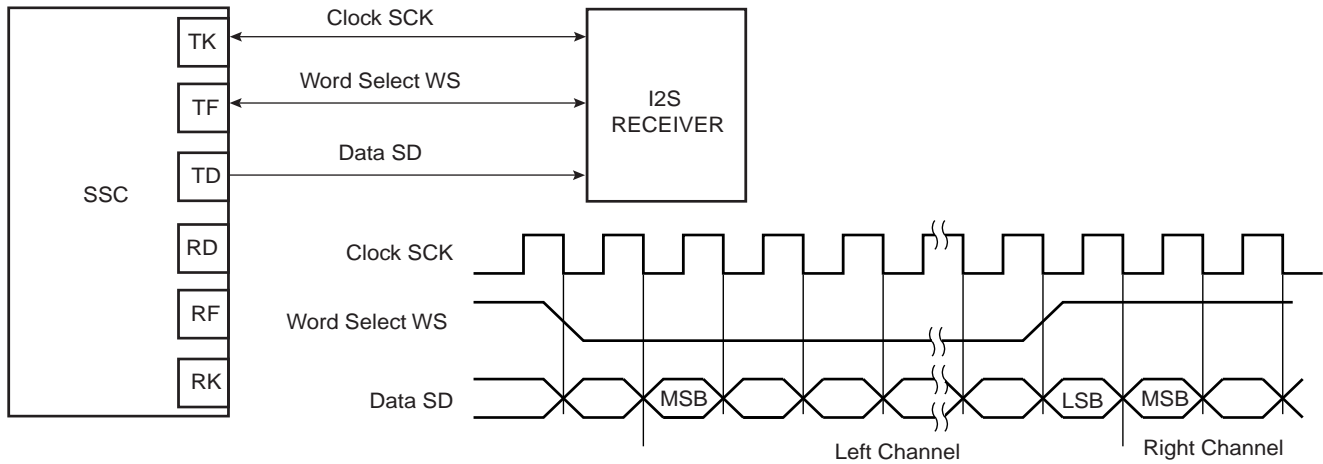 Clock SCK
TK
Word Select WS
TF
I2S
RECEIVER
Data SD
TD
SSC
RD
RF
RK
Clock SCK
Word Select WS
Data SD
MSB
LSB
MSB
Left Channel
Right Channel